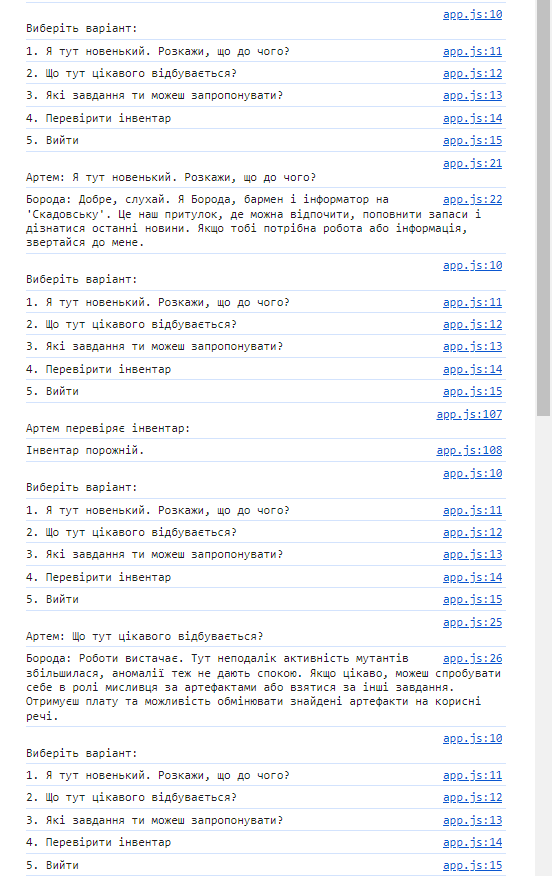 app.js:10
Виберіть варіант:
1. Я тут новенький. Розкажи, що до чого? app.js:11
2. Що тут цікавого відбувається? app.js:12
3. Які завдання ти можеш запропонувати? app.js:13
4. Перевірити інвентар app.js:14
5. Вийти app.js:15
app.js:21
Артем: Я тут новенький. Розкажи, що до чого?
Борода: Добре, слухай. Я Борода, бармен і інформатор на app.js:22
'Скадовську'. Це наш притулок, де можна відпочити, поповнити запаси і
дізнатися останні новини. Якщо тобі потрібна робота або інформація,
звертайся до мене.
app.js:10
Виберіть варіант:
1. Я тут новенький. Розкажи, що до чого? app.js:11
2. Що тут цікавого відбувається? app.js:12
3. Які завдання ти можеш запропонувати? app.js:13
4. Перевірити інвентар app.js:14
5. Вийти app.js:15
app.js:107
Артем перевіряє інвентар:
Інвентар порожній. app.js:108
app.js:10
Виберіть варіант:
1. Я тут новенький. Розкажи, що до чого? app.js:11
2. Що тут цікавого відбувається? app.js:12
3. Які завдання ти можеш запропонувати? app.js:13
4. Перевірити інвентар app.js:14
5. Вийти app.js:15
app.js:25
Артем: Що тут цікавого відбувається?
Борода: Роботи вистачає. Тут неподалік активність мутантів app.js:26
збільшилася, аномалії теж не дають спокою. Якщо цікаво, можеш спробувати
себе в ролі мисливця за артефактами або взятися за інші завдання.
Отримуєш плату та можливість обмінювати знайдені артефакти на корисні
речі.
app.js:10
Виберіть варіант:
1. Я тут новенький. Розкажи, що до чого? app.js:11
2. Що тут цікавого відбувається? app.js:12
3. Які завдання ти можеш запропонувати? app.js:13
4. Перевірити інвентар app.js:14
5. Вийти app.js:15